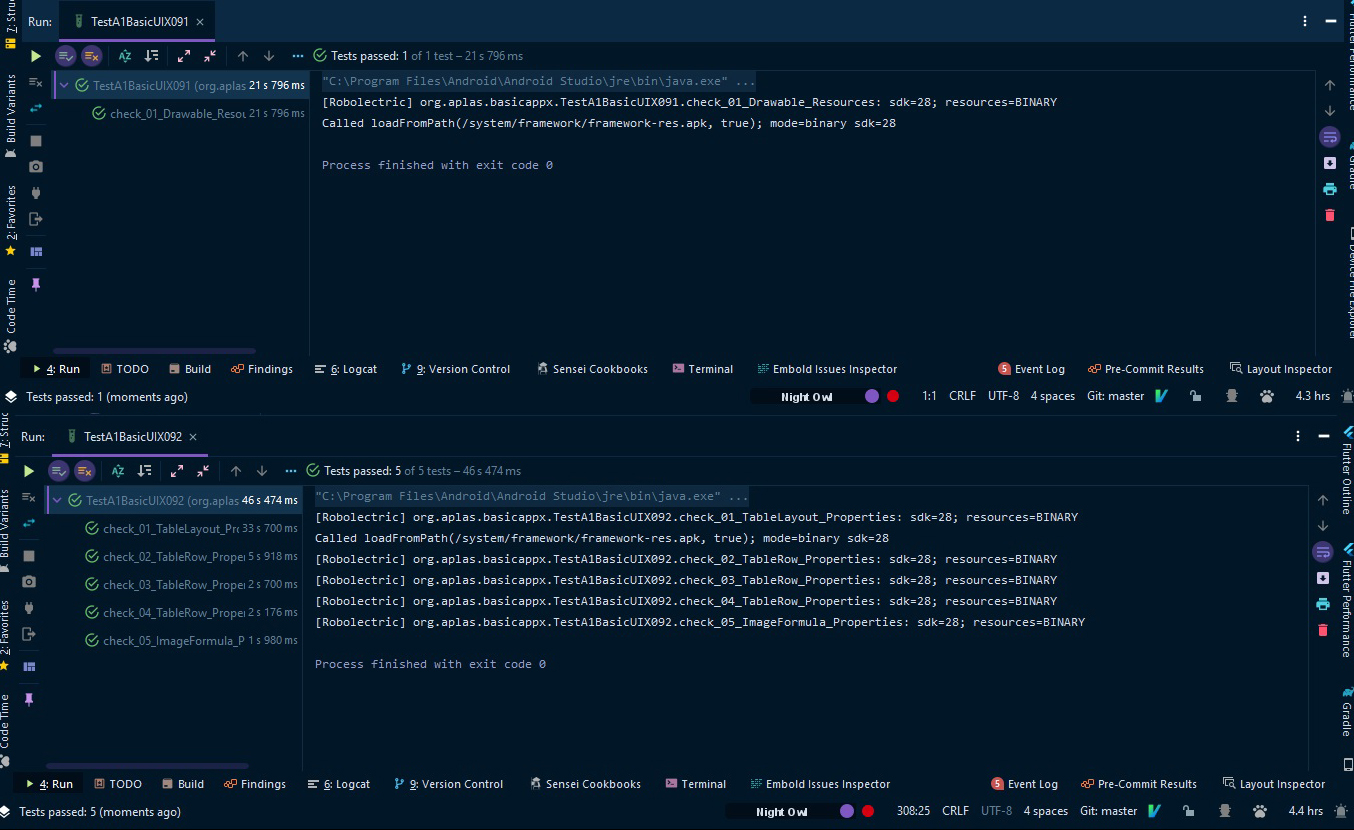 7: Struc
Run: TestA1BasicUIX091
Tests passed: 1 of 1 test – 21 s 796 ms
TestA1BasicUIX091 (org.aplas 21 s 796 ms
check_01_Drawable_Resou 21 s 796 ms
"C:\Program Files\Android\Android Studio\jre\bin\java.exe" ...
[Robolectric] org.aplas.basicappx.TestA1BasicUIX091.check_01_Drawable_Resources: sdk=28; resources=BINARY
Called loadFromPath(/system/framework/framework-res.apk, true); mode=binary sdk=28
Process finished with exit code 0
Build Variants
2: Favorites
Code Time
Flutter Performance
Gradle
Device File Explorer
4: Run TODO Build Findings 6: Logcat 9: Version Control Sensei Cookbooks Terminal Embold Issues Inspector Event Log Pre-Commit Results Layout Inspector
Tests passed: 1 (moments ago) Night Owl 1:1 CRLF UTF-8 4 spaces Git: master 4.3 hrs
7: Struc
Run: TestA1BasicUIX092
Tests passed: 5 of 5 tests – 46 s 474 ms
TestA1BasicUIX092 (org.aplas 46 s 474 ms
check_01_TableLayout_Pro 33 s 700 ms
check_02_TableRow_Proper 5 s 918 ms
check_03_TableRow_Proper 2 s 700 ms
check_04_TableRow_Proper 2 s 176 ms
check_05_ImageFormula_P 1 s 980 ms
"C:\Program Files\Android\Android Studio\jre\bin\java.exe" ...
[Robolectric] org.aplas.basicappx.TestA1BasicUIX092.check_01_TableLayout_Properties: sdk=28; resources=BINARY
Called loadFromPath(/system/framework/framework-res.apk, true); mode=binary sdk=28
[Robolectric] org.aplas.basicappx.TestA1BasicUIX092.check_02_TableRow_Properties: sdk=28; resources=BINARY
[Robolectric] org.aplas.basicappx.TestA1BasicUIX092.check_03_TableRow_Properties: sdk=28; resources=BINARY
[Robolectric] org.aplas.basicappx.TestA1BasicUIX092.check_04_TableRow_Properties: sdk=28; resources=BINARY
[Robolectric] org.aplas.basicappx.TestA1BasicUIX092.check_05_ImageFormula_Properties: sdk=28; resources=BINARY
Process finished with exit code 0
Build Variants
2: Favorites
Code Time
Flutter Outline
Flutter Performance
Gradle
4: Run TODO Build Findings 6: Logcat 9: Version Control Sensei Cookbooks Terminal Embold Issues Inspector Event Log Pre-Commit Results Layout Inspector
Tests passed: 5 (moments ago) Night Owl 308:25 CRLF UTF-8 4 spaces Git: master 4.4 hrs